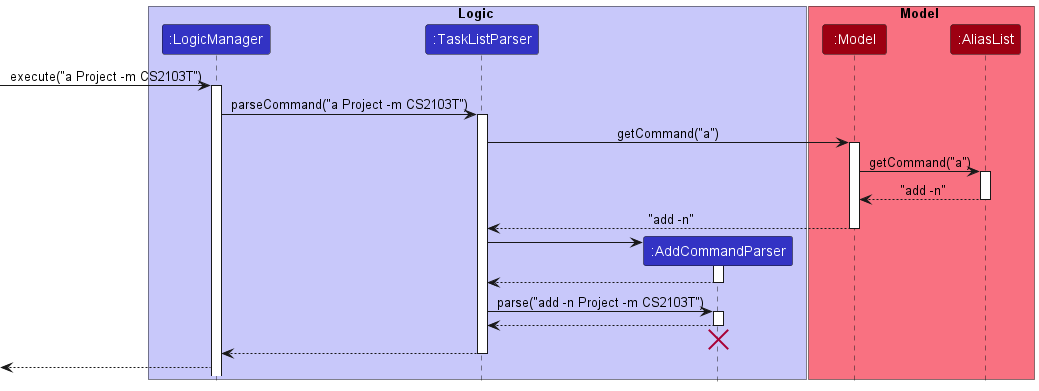 Logic
Model
:LogicManager
:TaskListParser
:Model
:AliasList
execute("a Project -m CS2103T")
parseCommand("a Project -m CS2103T")
getCommand("a")
getCommand("a")
"add -n"
"add -n"
:AddCommandParser
parse("add -n Project -m CS2103T")